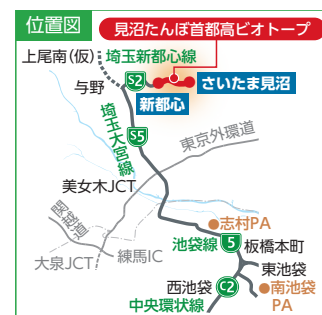 位置図
見沼たんぼ首都高ビオトープ
上尾南(仮)
埼玉新都心線
与野
S2
さいたま見沼
新都心
埼玉大宮線
S5
東京外環道
美女木JCT
関越道
志村PA
池袋線
5
板橋本町
大泉JCT
練馬IC
東池袋
西池袋
C2
南池袋
PA
中央環状線